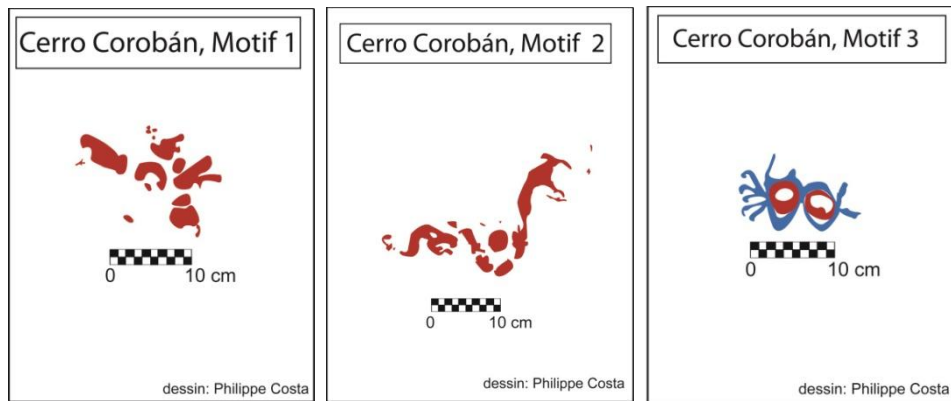 Cerro Corobán, Motif 1
0 10 cm
dessin: Philippe Costa
Cerro Corobán, Motif 2
0 10 cm
dessin: Philippe Costa
Cerro Corobán, Motif 3
0 10 cm
dessin: Philippe Costa